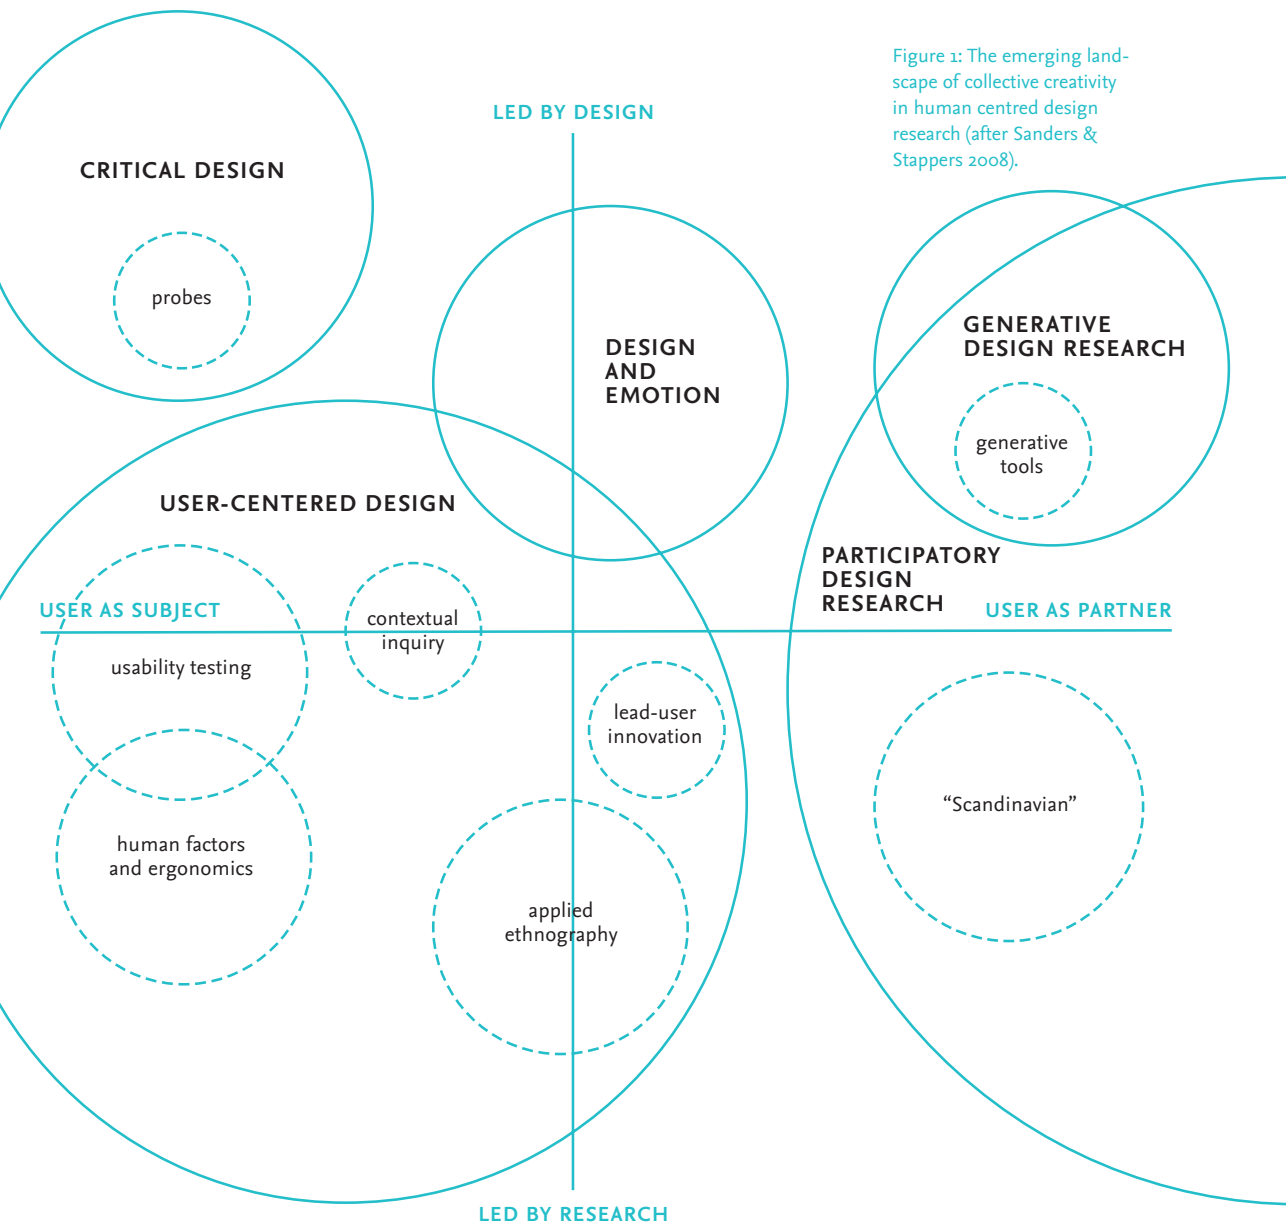 Figure 1: The emerging land-
scape of collective creativity
in human centred design
research (after Sanders &
Stappers 2008).
LED BY DESIGN
CRITICAL DESIGN
probes
DESIGN
AND
EMOTION
GENERATIVE
DESIGN RESEARCH
generative
tools
USER-CENTERED DESIGN
PARTICIPATORY
DESIGN
RESEARCH
USER AS SUBJECT
USER AS PARTNER
contextual
inquiry
usability testing
lead-user
innovation
“Scandinavian”
human factors
and ergonomics
applied
ethnography
LED BY RESEARCH